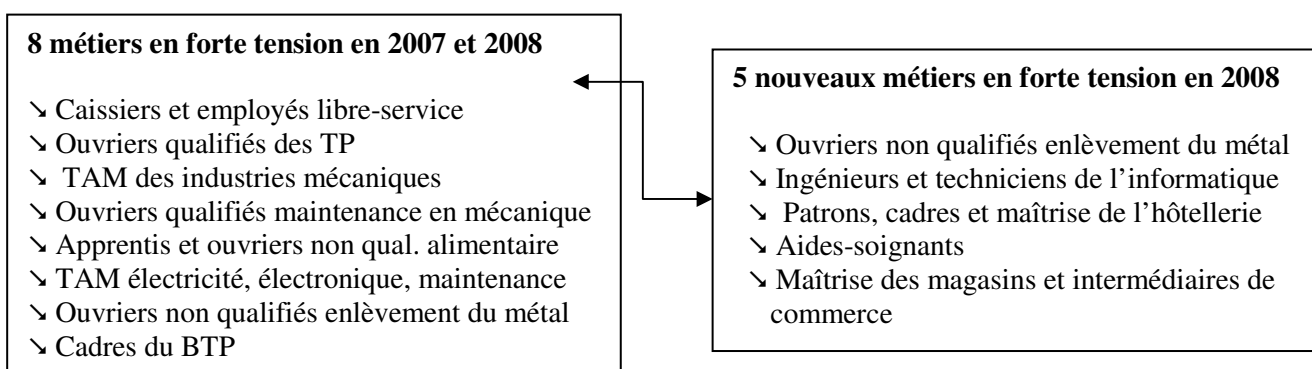 8 métiers en forte tension en 2007 et 2008
↘ Caissiers et employés libre-service
↘ Ouvriers qualifiés des TP
↘ TAM des industries mécaniques
↘ Ouvriers qualifiés maintenance en mécanique
↘ Apprentis et ouvriers non qual. alimentaire
↘ TAM électricité, électronique, maintenance
↘ Ouvriers non qualifiés enlèvement du métal
↘ Cadres du BTP
5 nouveaux métiers en forte tension en 2008
↘ Ouvriers non qualifiés enlèvement du métal
↘ Ingénieurs et techniciens de l’informatique
↘ Patrons, cadres et maîtrise de l’hôtellerie
↘ Aides-soignants
↘ Maîtrise des magasins et intermédiaires de
commerce